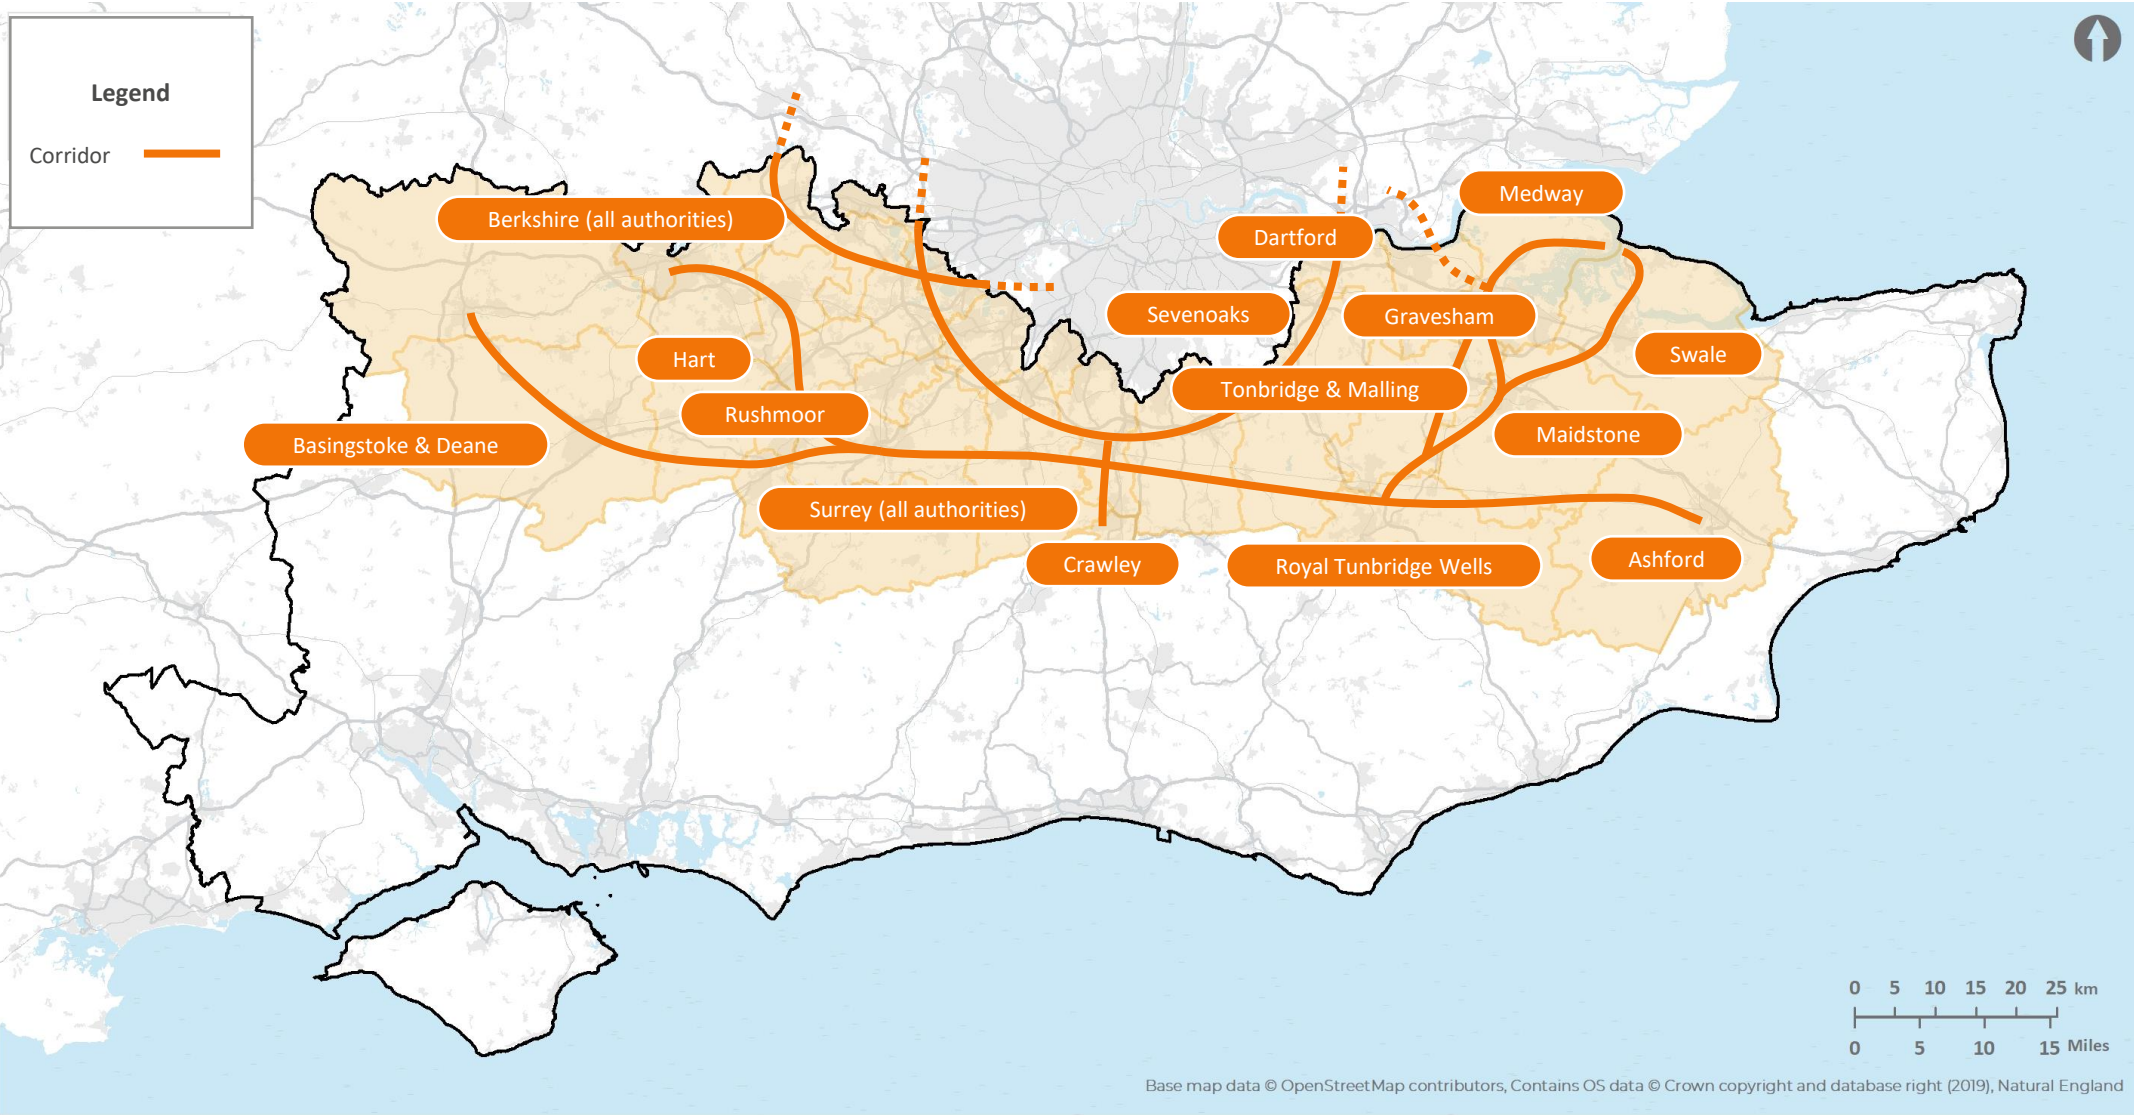 Legend
Corridor
Medway
Berkshire (all authorities)
Dartford
Sevenoaks
Gravesham
Hart
Swale
Tonbridge & Malling
Rushmoor
Basingstoke & Deane
Maidstone
Surrey (all authorities)
Crawley
Royal Tunbridge Wells
Ashford
0 5 10 15 20 25 km
0 5 10 15 Miles
Base map data © OpenStreetMap contributors, Contains OS data © Crown copyright and database right (2019), Natural England